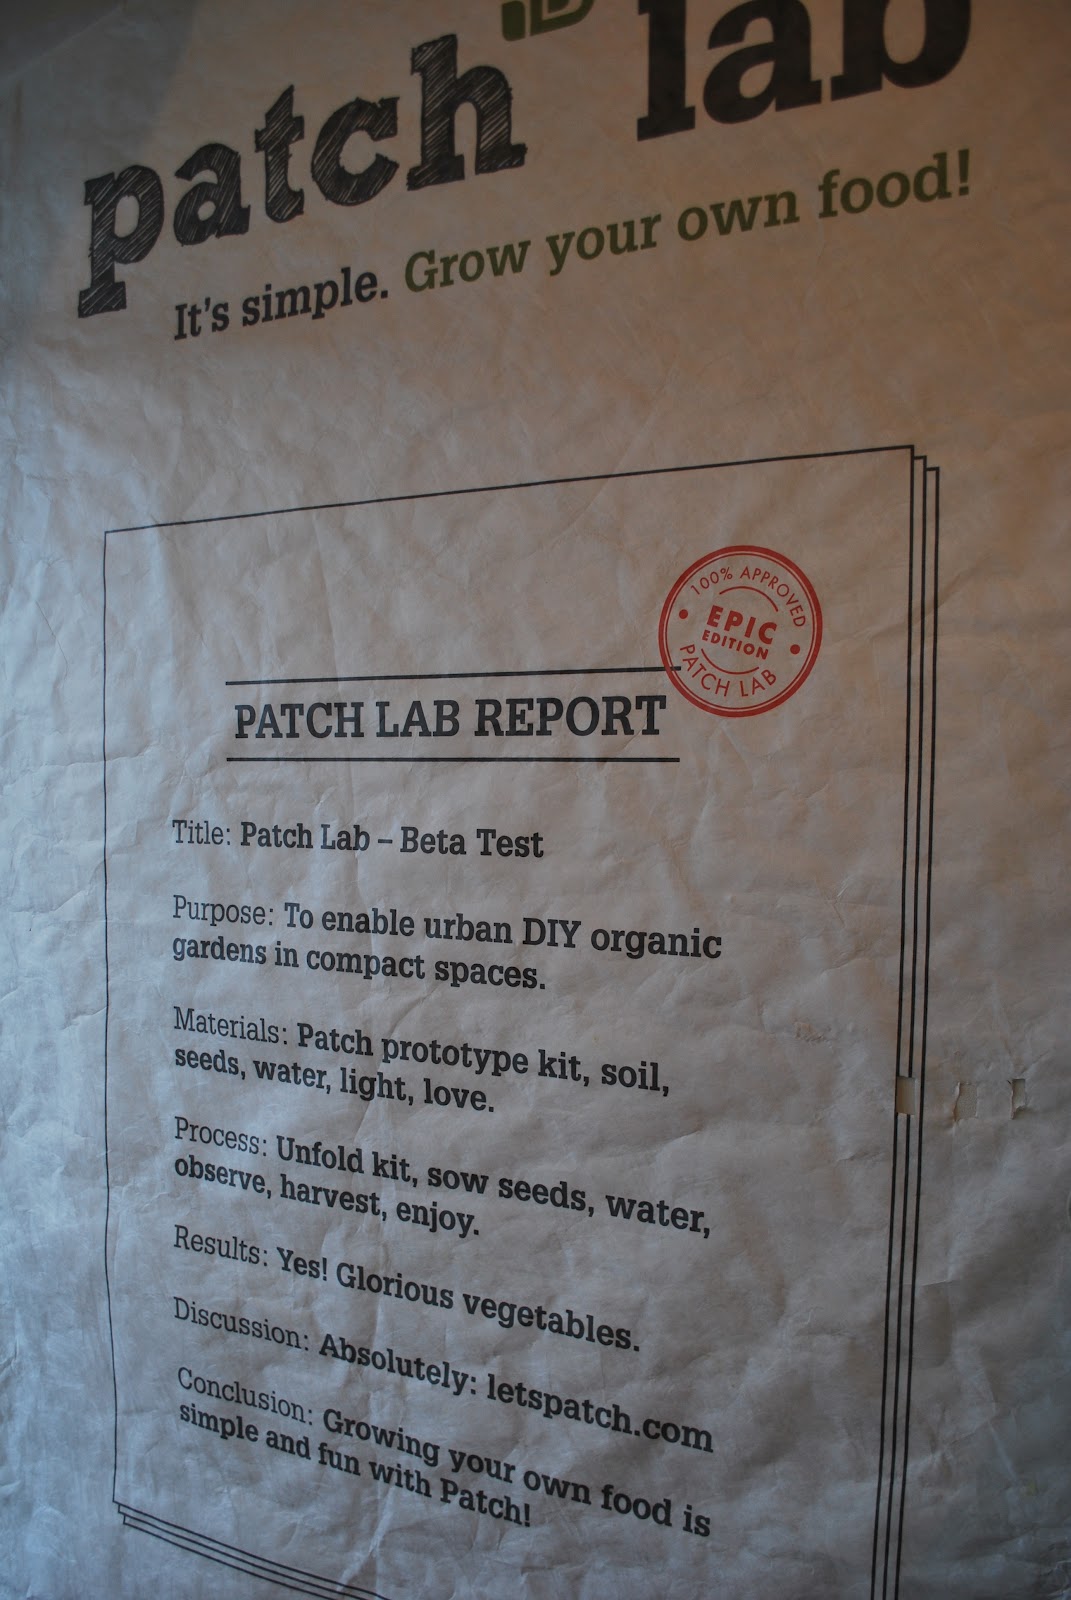 patch lab
It's simple. Grow your own food!
100% APPROVED
EPIC
EDITION
PATCH LAB
PATCH LAB REPORT
Title: Patch Lab – Beta Test
Purpose: To enable urban DIY organic
gardens in compact spaces.
Materials: Patch prototype kit, soil,
seeds, water, light, love.
Process: Unfold kit, sow seeds, water,
observe, harvest, enjoy.
Results: Yes! Glorious vegetables.
Discussion: Absolutely: letspatch.com
Conclusion: Growing your own food is
simple and fun with Patch!